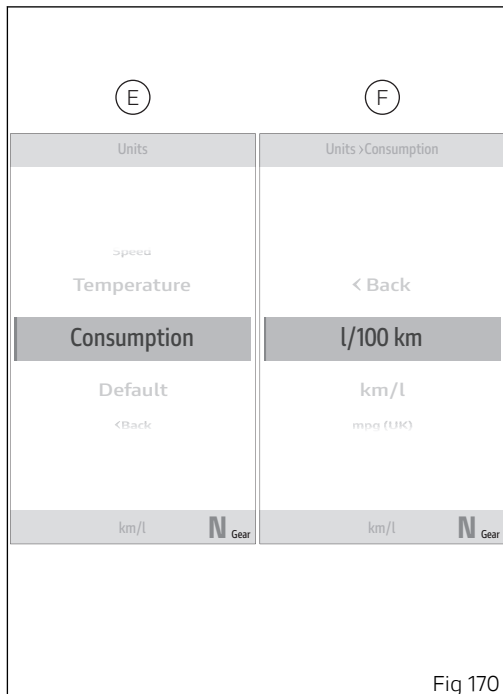 E
F
Units
Speed
Temperature
Consumption
Default
‹Back
km/l
N Gear
Units ›Consumption
‹ Back
l/100 km
km/l
mpg (UK)
km/l
N Gear
Fig 170